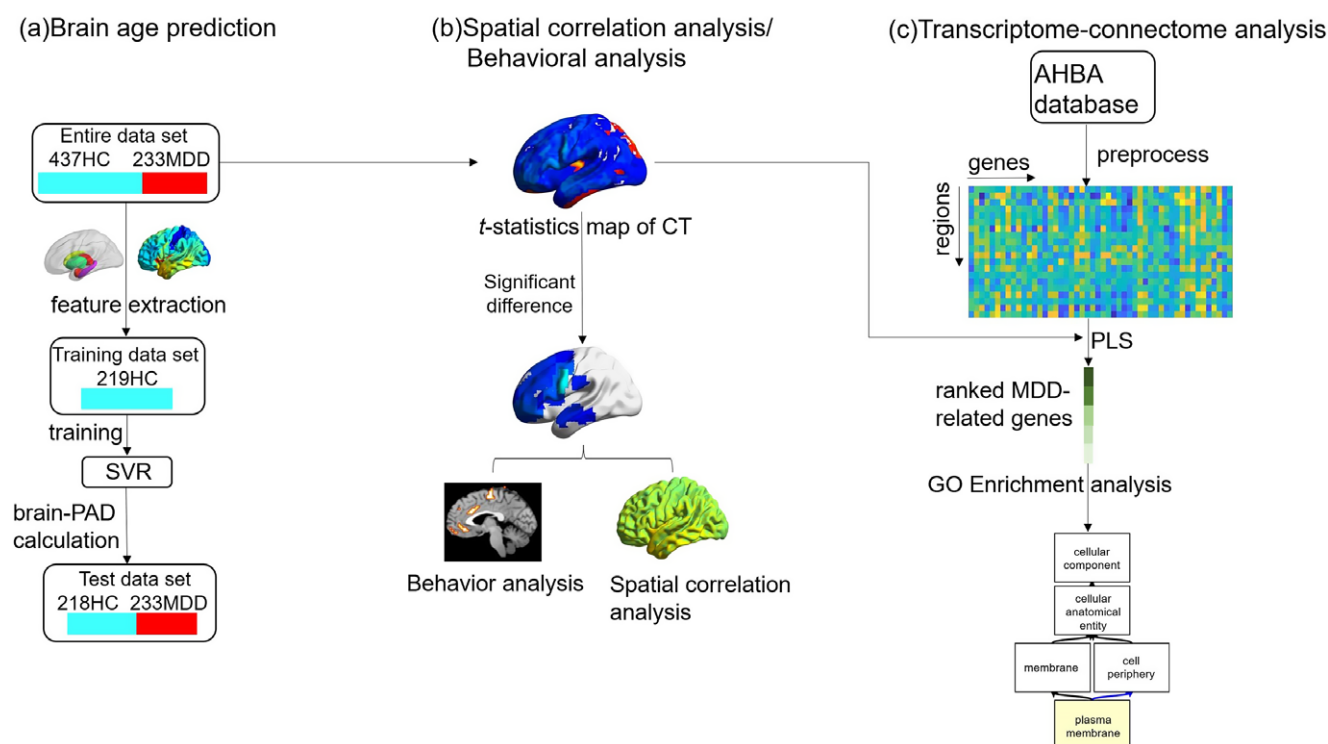 (a)Brain age prediction
Entire data set
437HC 233MDD
feature extraction
Training data set
219HC
training
SVR
brain-PAD
calculation
Test data set
218HC 233MDD
(b)Spatial correlation analysis/
Behavioral analysis
t-statistics map of CT
Significant
difference
Behavior analysis
Spatial correlation
analysis
(c)Transcriptome-connectome analysis
AHBA
database
preprocess
genes
regions
PLS
ranked MDD-
related genes
GO Enrichment analysis
cellular
component
cellular
anatomical
entity
membrane
cell
periphery
plasma
membrane